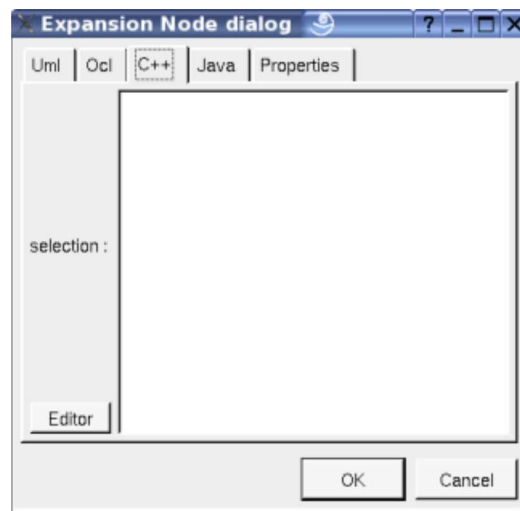 Expansion Node dialog ? _
Uml Ocl C++ Java Properties
selection :
Editor
OK Cancel